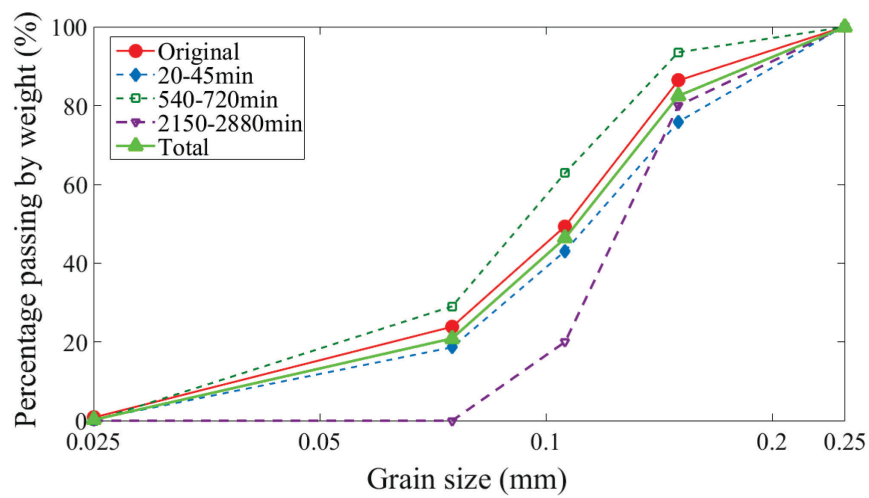 Percentage passing by weight (%)
100
80
60
40
20
0
Original
20-45min
540-720min
2150-2880min
Total
0.025
0.05
0.1
0.2
0.25
Grain size (mm)